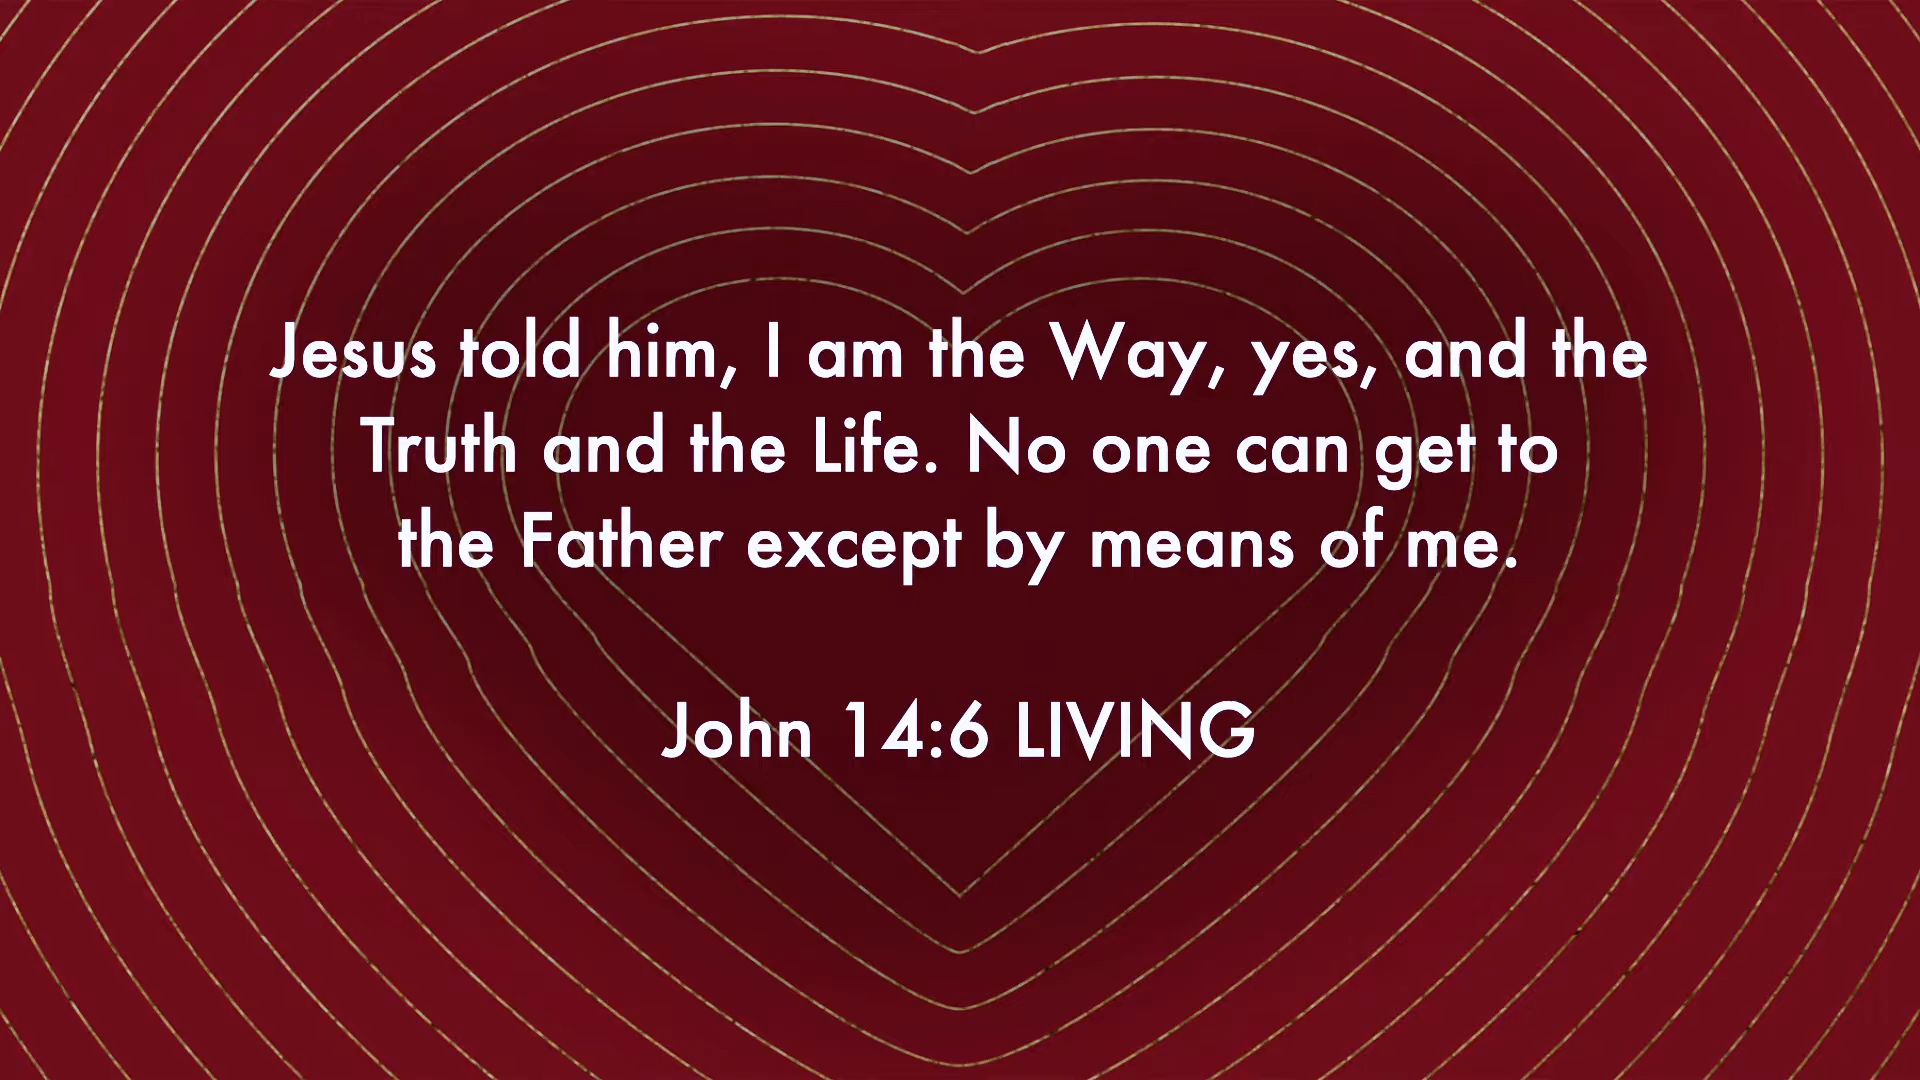 Jesus told him, I am the Way, yes, and the
Truth and the Life. No one can get to
the Father except by means of me.
John 14:6 LIVING